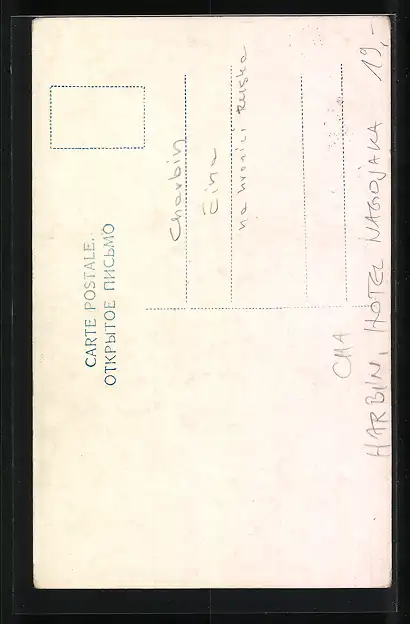 CARTE POSTALE.
ОТКРЫТОЕ ПИСЬМО
Charbin
Čína
na hranici Ruska
CHA
HARBIN, HOTEL NAGOJAKA 19,-